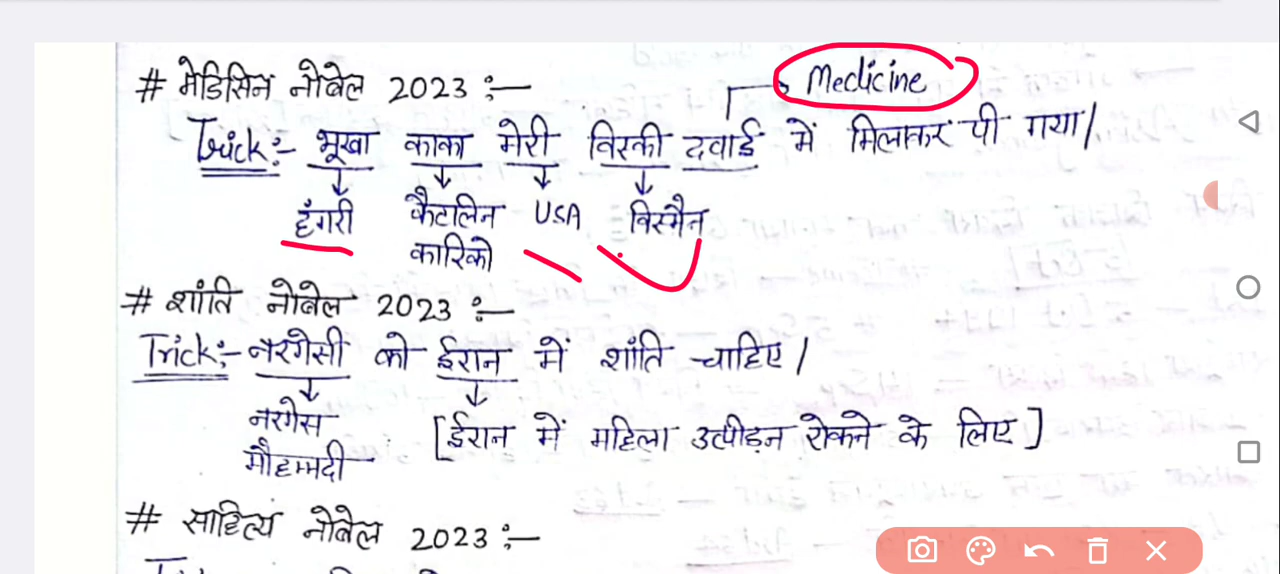 # मेडिसिन नोबेल 2023 :-
Medicine
Trick:- भूखा काका मेरी विस्की दवाई में मिलाकर पी गया/
हंगरी कैटालिन USA विस्मैन
कारिको
# शांति नोबेल 2023 :-
Trick:- नरगेसी को ईरान में शांति चाहिए/
नरगेस [ईरान में महिला उत्पीड़न रोकने के लिए]
मौहम्मदी
# साहित्य नोबेल 2023 :-